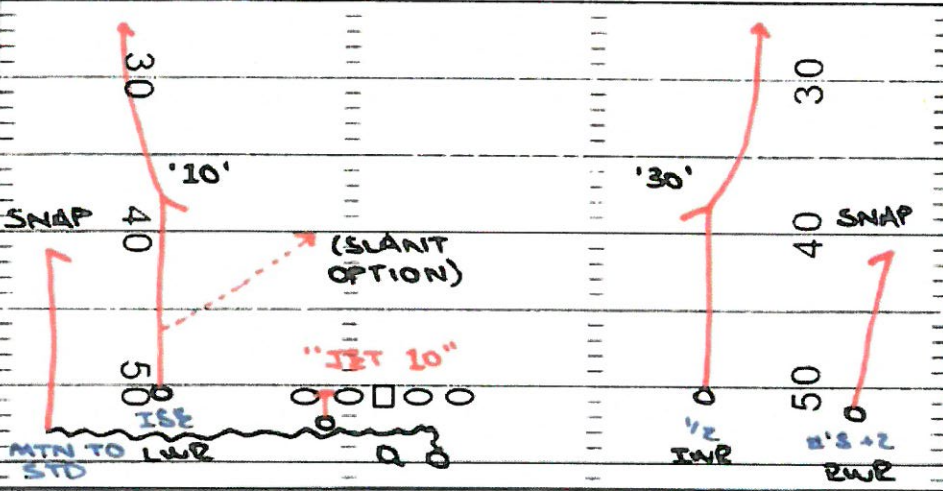 30
30
'10'
'30'
SNAP
40
40
SNAP
(SLANT
OPTION)
"JET 10"
50
50
ISE
1/2
#'S +2
MTN TO
STD
LWR
Q
IWR
RWR